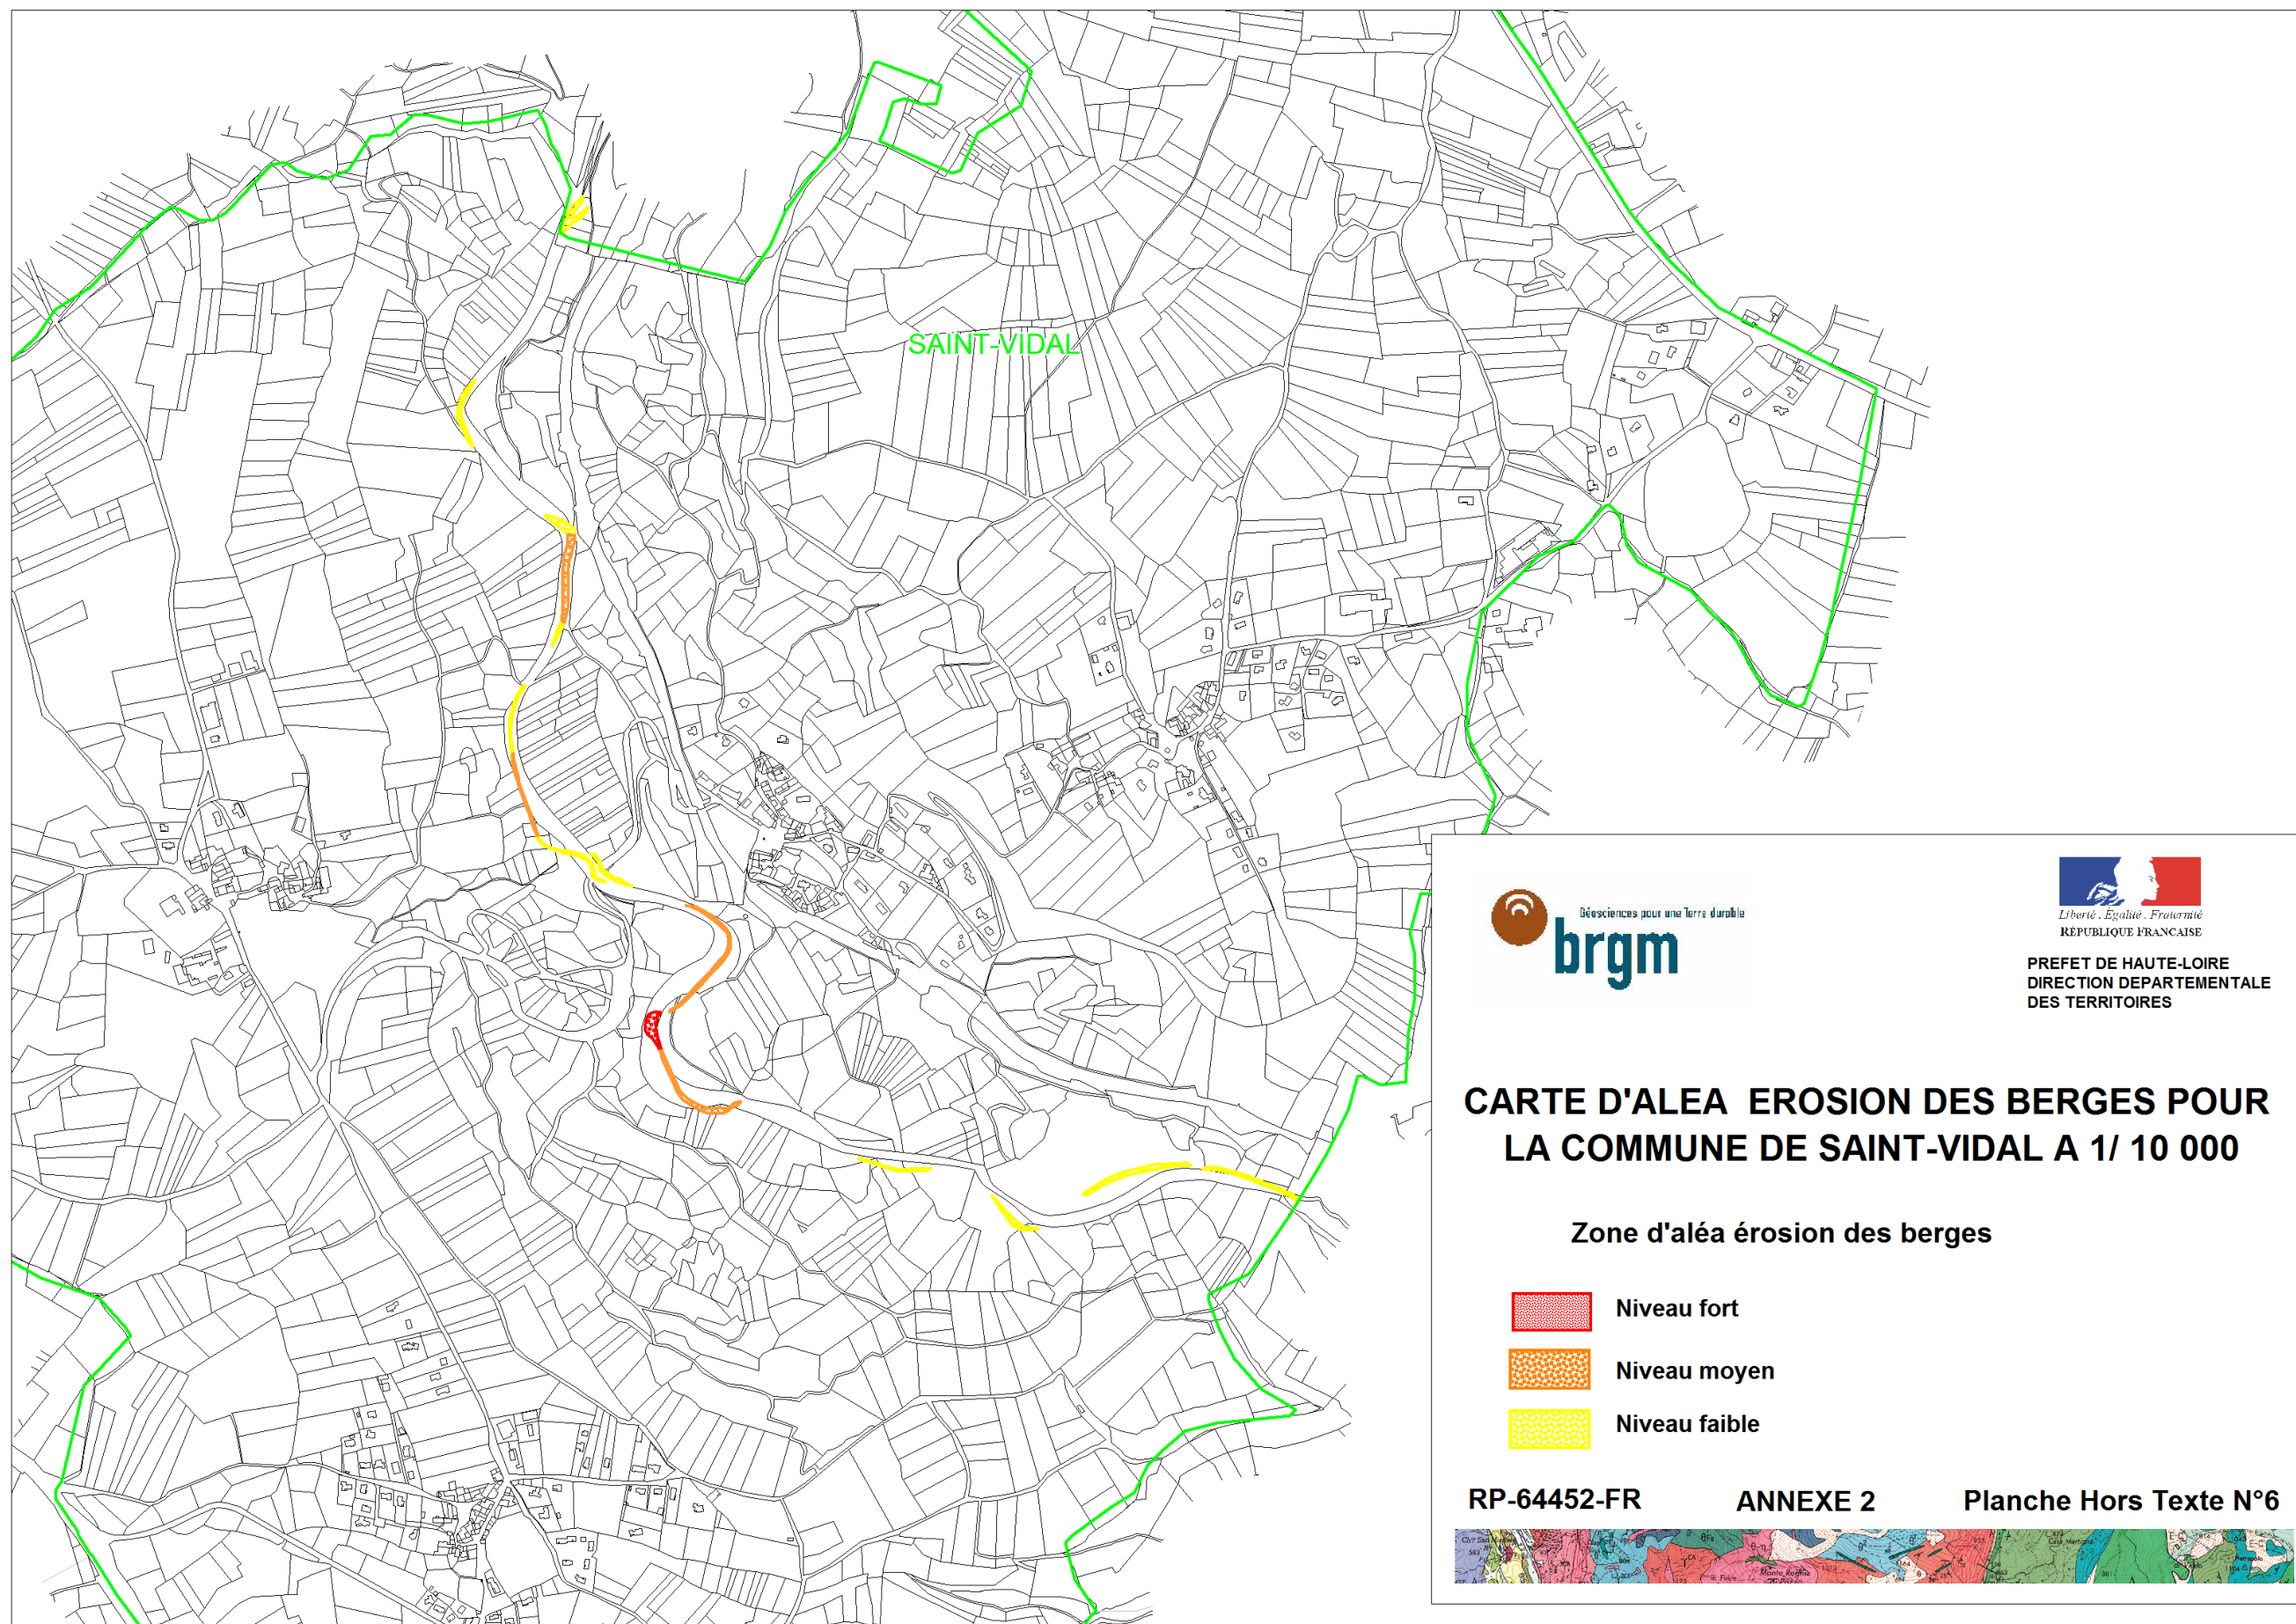 SAINT-VIDAL
Géosciences pour une Terre durable
brgm
Liberté . Égalité . Fraternité
RÉPUBLIQUE FRANCAISE
PREFET DE HAUTE-LOIRE
DIRECTION DEPARTEMENTALE
DES TERRITOIRES
CARTE D'ALEA EROSION DES BERGES POUR
LA COMMUNE DE SAINT-VIDAL A 1/ 10 000
Zone d'aléa érosion des berges
Niveau fort
Niveau moyen
Niveau faible
RP-64452-FR ANNEXE 2 Planche Hors Texte N°6